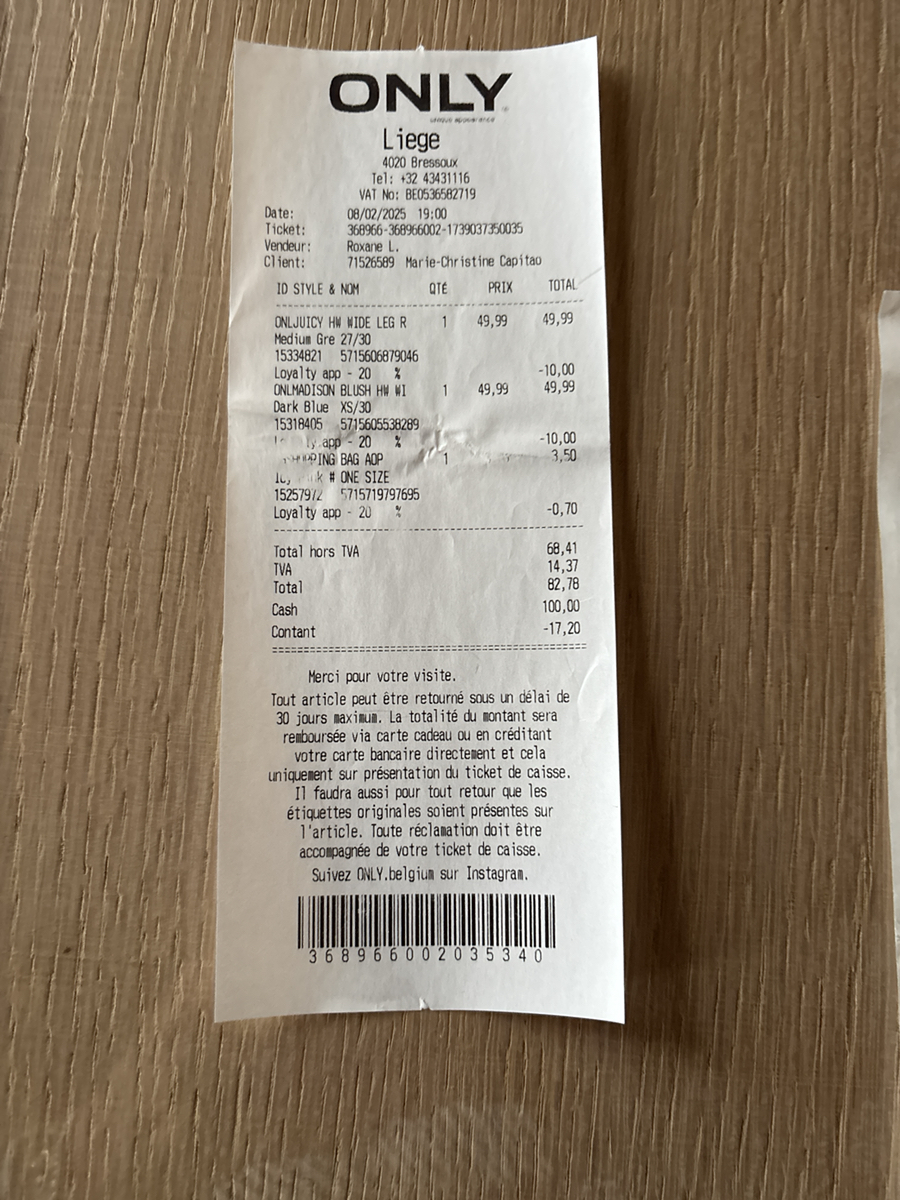 ONLY
Liege
4020 Bressoux
Tel: +32 43431116
VAT No: BE0536582719
Date: 08/02/2025 19:00
Ticket: 368966-368966002-1739037350035
Vendeur: Roxane L.
Client: 71526589 Marie-Christine Capitao
ID STYLE & NOM QTÉ PRIX TOTAL
ONLJUICY HW WIDE LEG R 1 49,99 49,99
Medium Gre 27/30
15334821 5715606879046
Loyalty app - 20 % -10,00
ONLMADISON BLUSH HW WI 1 49,99 49,99
Dark Blue XS/30
15318405 5715605538289
app - 20 % -10,00
BAG AOP 1 3,50
# ONE SIZE
15257972 5715719797695
Loyalty app - 20 % -0,70
Total hors TVA 68,41
TVA 14,37
Total 82,78
Cash 100,00
Contant -17,20
Merci pour votre visite.
Tout article peut être retourné sous un délai de
30 jours maximum. La totalité du montant sera
remboursée via carte cadeau ou en créditant
votre carte bancaire directement et cela
uniquement sur présentation du ticket de caisse.
Il faudra aussi pour tout retour que les
étiquettes originales soient présentes sur
l'article. Toute réclamation doit être
accompagnée de votre ticket de caisse.
Suivez ONLY.belgium sur Instagram.
368966002035340